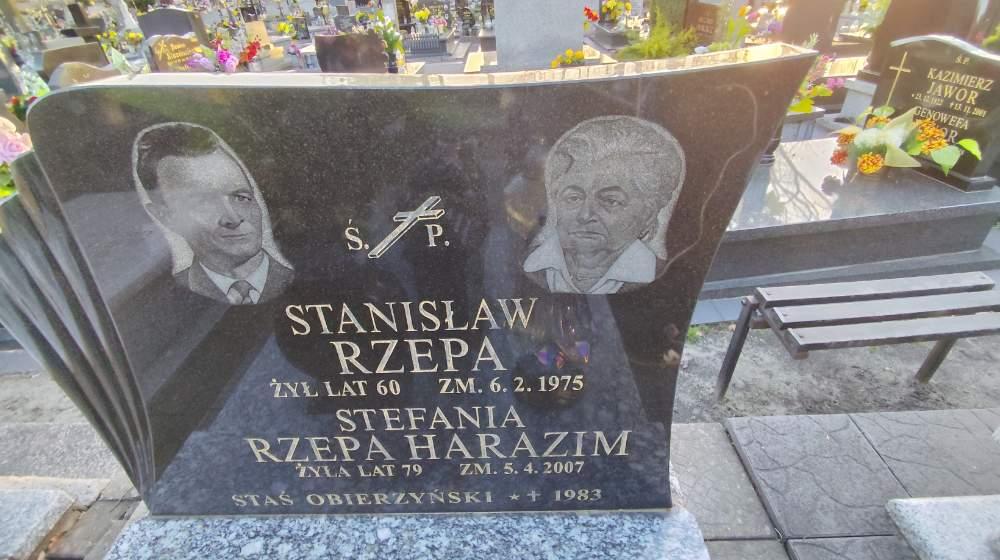 Ś. P.
STANISŁAW
RZEPA
ŻYŁ LAT 60 ZM. 6. 2. 1975
STEFANIA
RZEPA HARAZIM
ŻYŁA LAT 79 ZM. 5. 4. 2007
STAŚ OBIERZYŃSKI ⋆ + 1983
Ś.P.
KAZIMIERZ
JAWOR
GENOWEFA